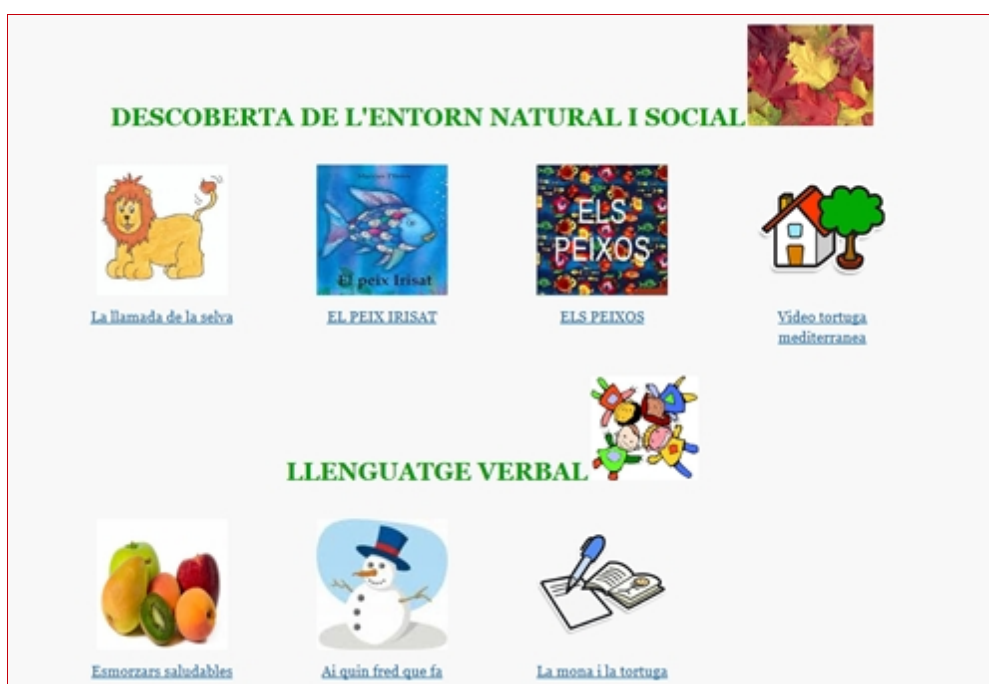 DESCOBERTA DE L'ENTORN NATURAL I SOCIAL
El peix Irisat
ELS
PEIXOS
La llamada de la selva
EL PEIX IRISAT
ELS PEIXOS
Video tortuga
mediterranea
LLENGUATGE VERBAL
Esmorzars saludables
Ai quin fred que fa
La mona i la tortuga